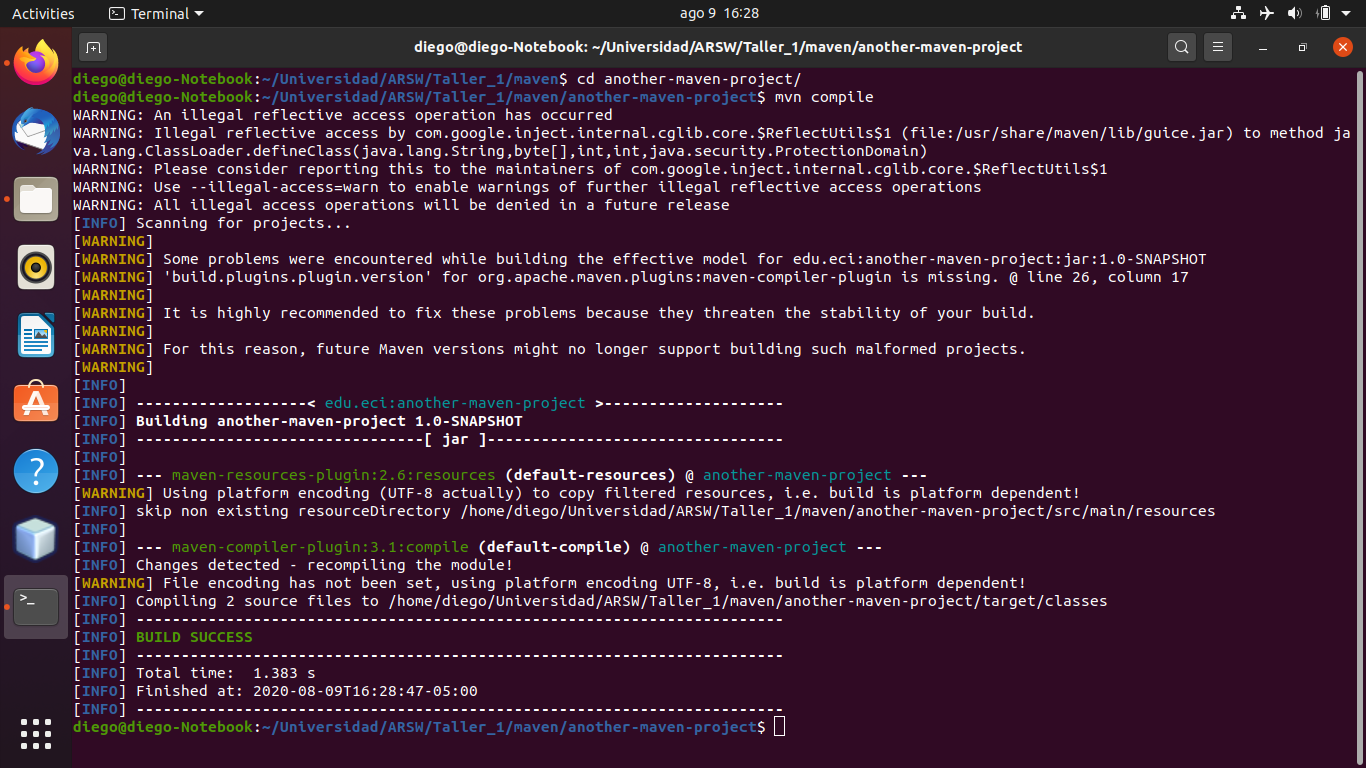 Activities
Terminal
ago 9 16:28
diego@diego-Notebook: ~/Universidad/ARSW/Taller_1/maven/another-maven-project
diego@diego-Notebook:~/Universidad/ARSW/Taller_1/maven$ cd another-maven-project/
diego@diego-Notebook:~/Universidad/ARSW/Taller_1/maven/another-maven-project$ mvn compile
WARNING: An illegal reflective access operation has occurred
WARNING: Illegal reflective access by com.google.inject.internal.cglib.core.$ReflectUtils$1 (file:/usr/share/maven/lib/guice.jar) to method ja
va.lang.ClassLoader.defineClass(java.lang.String,byte[],int,int,java.security.ProtectionDomain)
WARNING: Please consider reporting this to the maintainers of com.google.inject.internal.cglib.core.$ReflectUtils$1
WARNING: Use --illegal-access=warn to enable warnings of further illegal reflective access operations
WARNING: All illegal access operations will be denied in a future release
[INFO] Scanning for projects...
[WARNING]
[WARNING] Some problems were encountered while building the effective model for edu.eci:another-maven-project:jar:1.0-SNAPSHOT
[WARNING] 'build.plugins.plugin.version' for org.apache.maven.plugins:maven-compiler-plugin is missing. @ line 26, column 17
[WARNING]
[WARNING] It is highly recommended to fix these problems because they threaten the stability of your build.
[WARNING]
[WARNING] For this reason, future Maven versions might no longer support building such malformed projects.
[WARNING]
[INFO]
[INFO] -------------------< edu.eci:another-maven-project >--------------------
[INFO] Building another-maven-project 1.0-SNAPSHOT
[INFO] --------------------------------[ jar ]---------------------------------
[INFO]
[INFO] --- maven-resources-plugin:2.6:resources (default-resources) @ another-maven-project ---
[WARNING] Using platform encoding (UTF-8 actually) to copy filtered resources, i.e. build is platform dependent!
[INFO] skip non existing resourceDirectory /home/diego/Universidad/ARSW/Taller_1/maven/another-maven-project/src/main/resources
[INFO]
[INFO] --- maven-compiler-plugin:3.1:compile (default-compile) @ another-maven-project ---
[INFO] Changes detected - recompiling the module!
[WARNING] File encoding has not been set, using platform encoding UTF-8, i.e. build is platform dependent!
[INFO] Compiling 2 source files to /home/diego/Universidad/ARSW/Taller_1/maven/another-maven-project/target/classes
[INFO] ------------------------------------------------------------------------
[INFO] BUILD SUCCESS
[INFO] ------------------------------------------------------------------------
[INFO] Total time:  1.383 s
[INFO] Finished at: 2020-08-09T16:28:47-05:00
[INFO] ------------------------------------------------------------------------
diego@diego-Notebook:~/Universidad/ARSW/Taller_1/maven/another-maven-project$